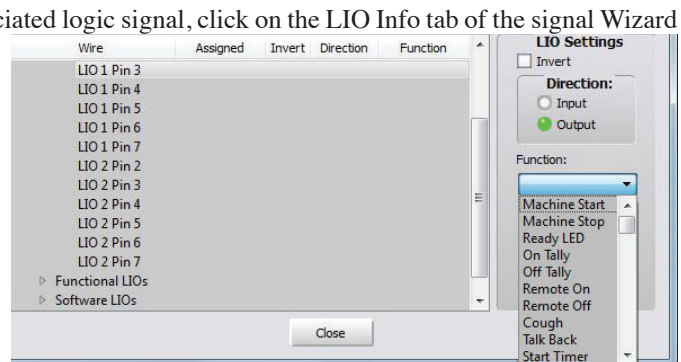 ciated logic signal, click on the LIO Info tab of the signal Wizard
Wire Assigned Invert Direction Function
LIO 1 Pin 3
LIO 1 Pin 4
LIO 1 Pin 5
LIO 1 Pin 6
LIO 1 Pin 7
LIO 2 Pin 2
LIO 2 Pin 3
LIO 2 Pin 4
LIO 2 Pin 5
LIO 2 Pin 6
LIO 2 Pin 7
Functional LIOs
Software LIOs
Close
LIO Settings
Invert
Direction:
Input
Output
Function:
Machine Start
Machine Stop
Ready LED
On Tally
Off Tally
Remote On
Remote Off
Cough
Talk Back
Start Timer